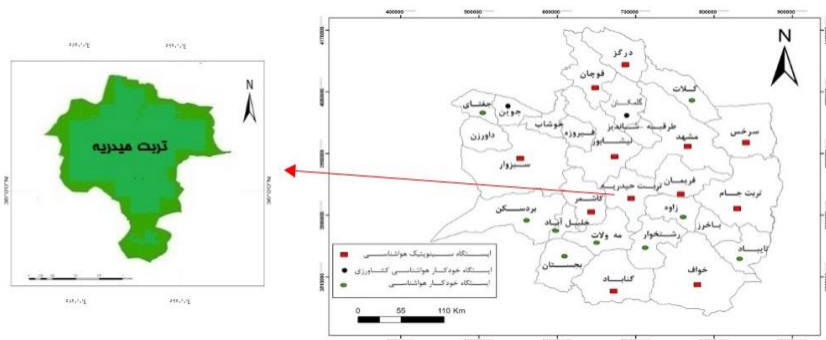 تربت حیدریه
N
N
400000
500000
600000
700000
800000
900000
درگز
قوچان
کلات
گلمکان
جغتای
جوین
خوشاب
فیروزه
طرقبه شاندیز
داورزن
نیشابور
مشهد
سرخس
سبزوار
تربت حیدریه
فریمان
تربت جام
کاشمر
زاوه
بردسکن
خلیل آباد
مه ولات
رشتخوار
باخرز
تایباد
بجستان
گناباد
خواف
ایستگاه سینوپتیک هواشناسی
ایستگاه خودکار هواشناسی کشاورزی
ایستگاه خودکار هواشناسی
0 55 110 Km